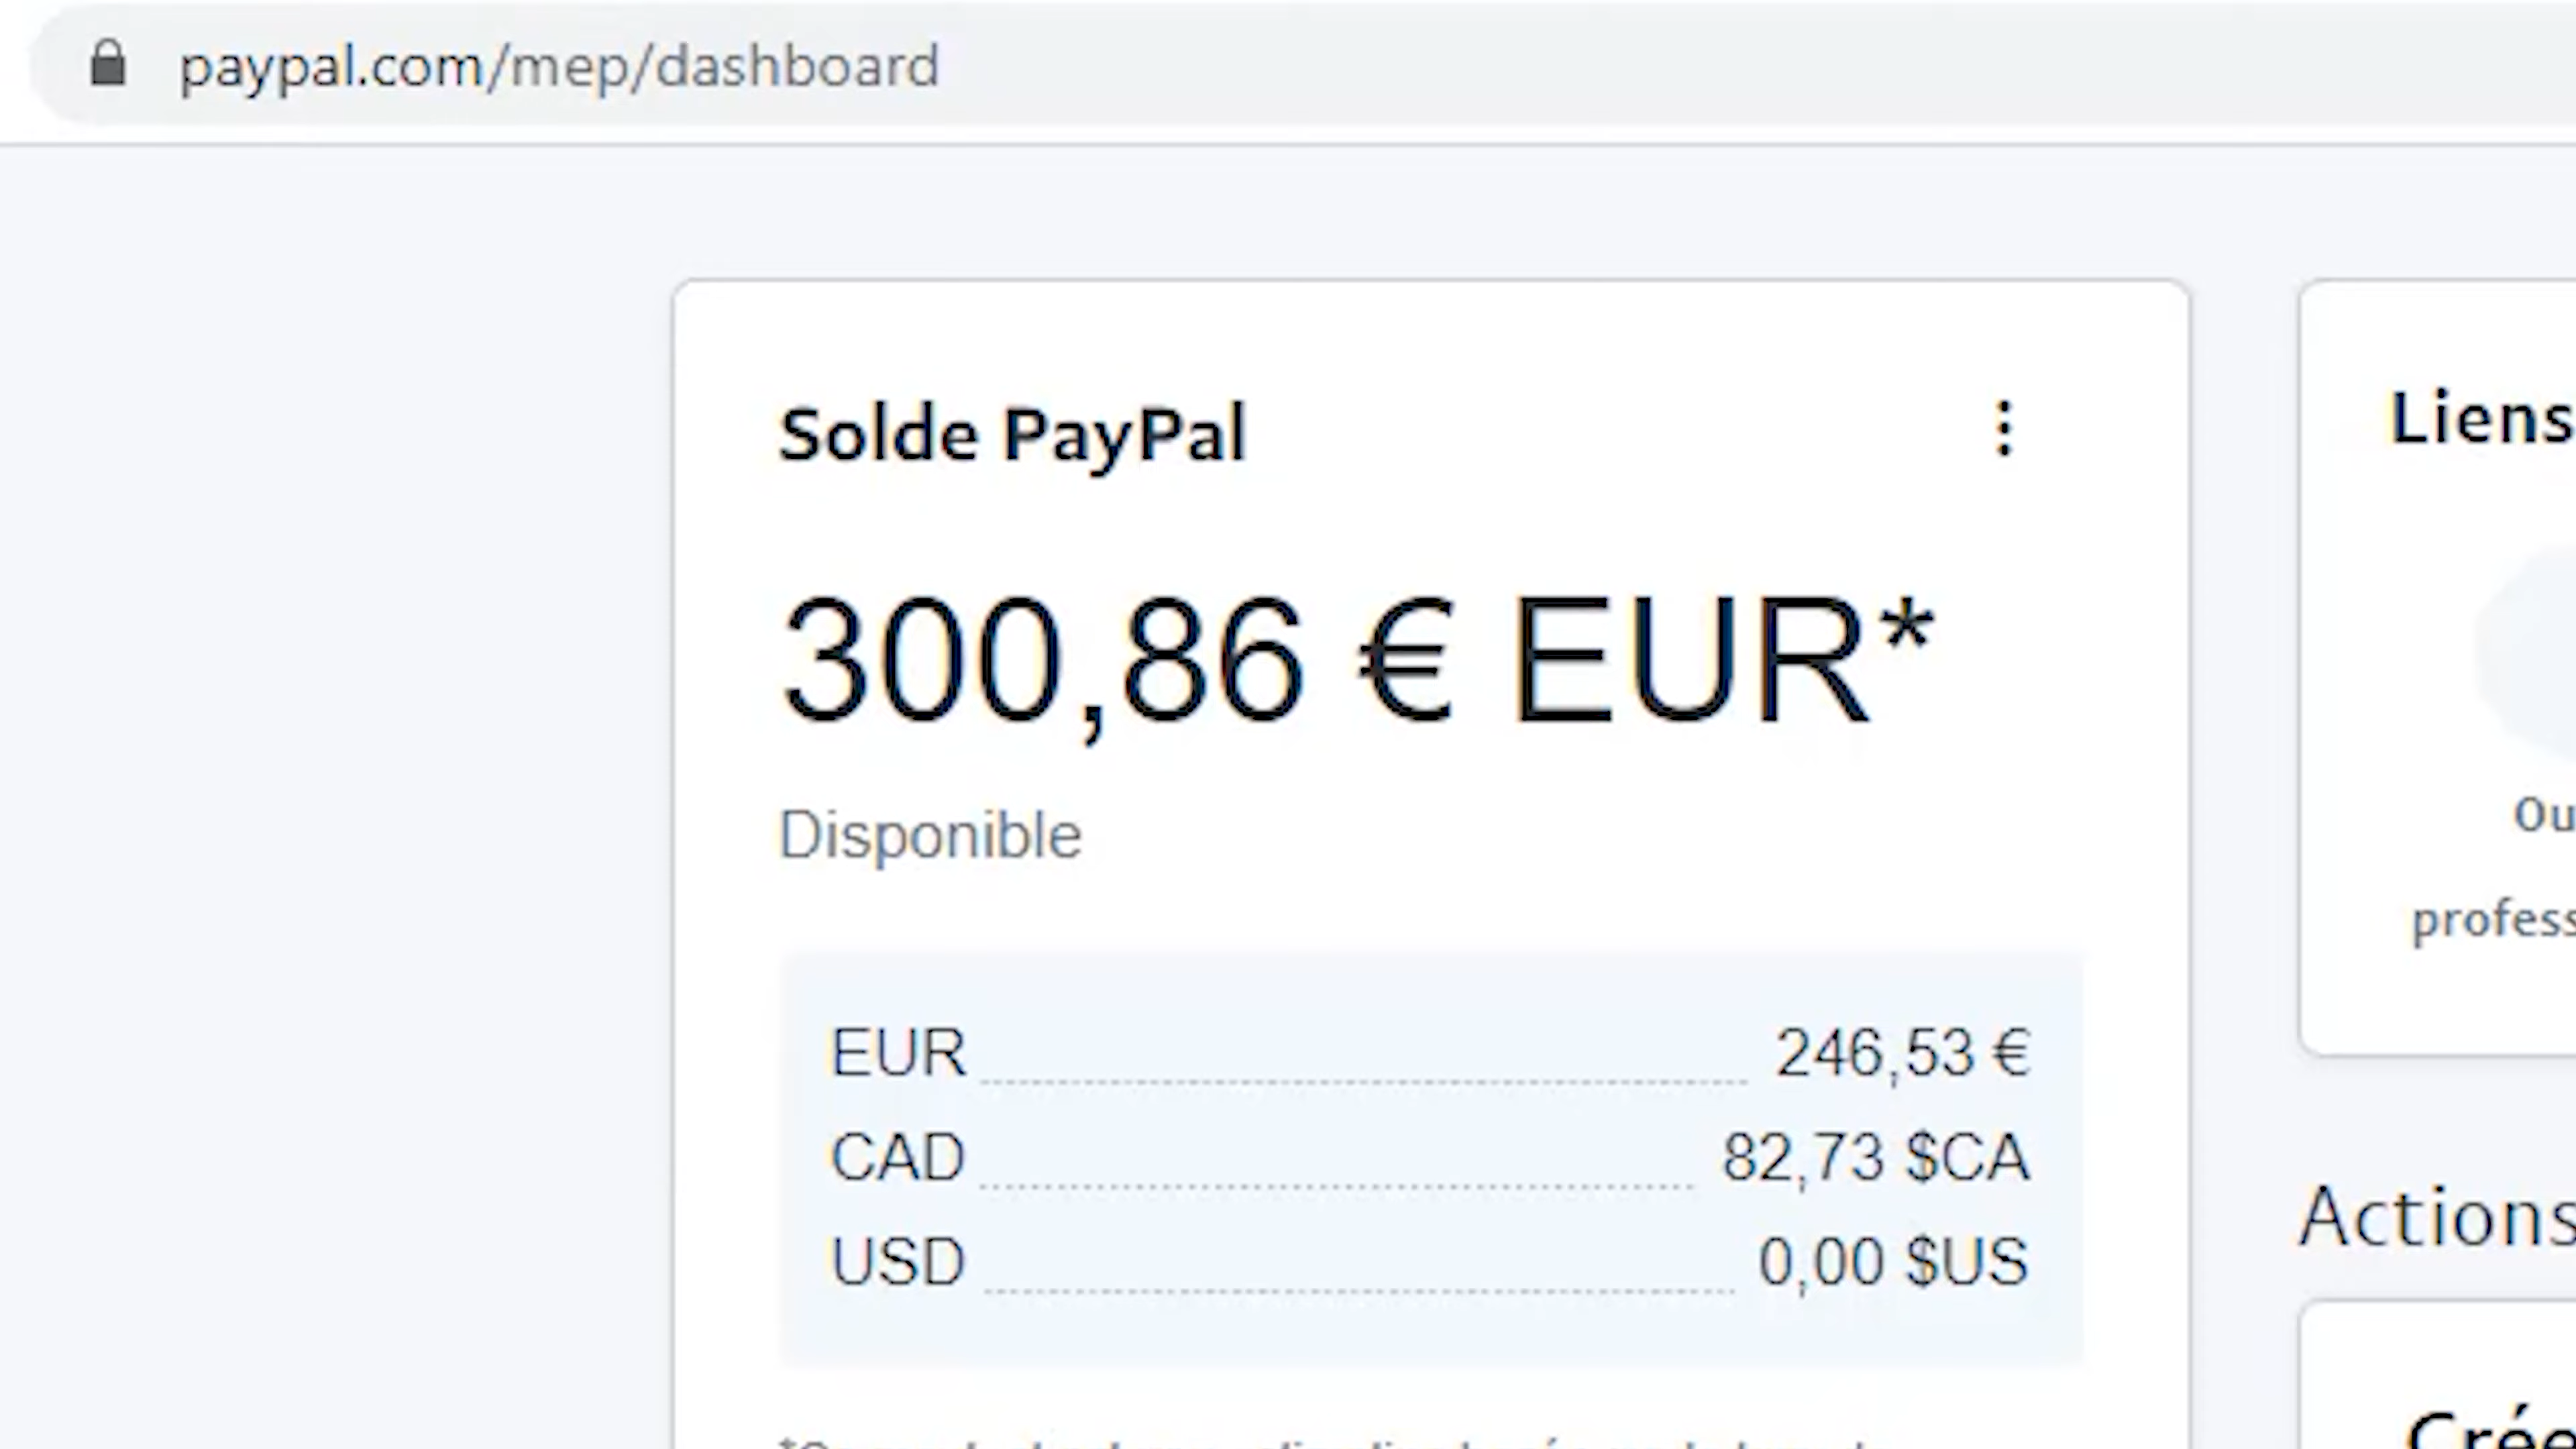 paypal.com/mep/dashboard
Solde PayPal
Liens
300,86 € EUR*
Disponible
EUR 246,53 €
CAD 82,73 $CA
USD 0,00 $US
Actions